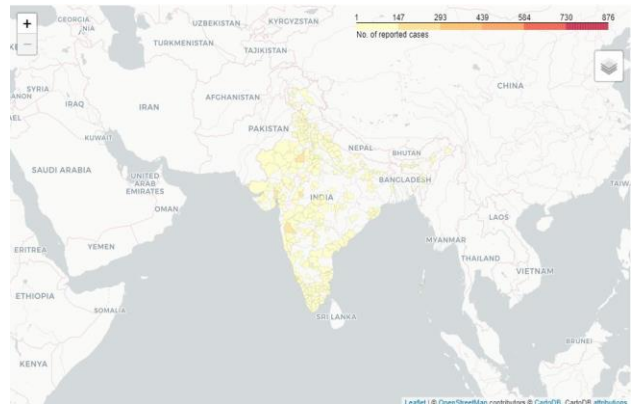 +
−
GEORGIA
UZBEKISTAN
KYRGYZSTAN
1 147 293 439 584 730 876
No. of reported cases
TURKMENISTAN
TAJIKISTAN
SYRIA
IRAQ
IRAN
AFGHANISTAN
CHINA
KUWAIT
PAKISTAN
NEPAL
BHUTAN
SAUDI ARABIA
UNITED
ARAB
EMIRATES
BANGLADESH
INDIA
OMAN
LAOS
ERITREA
YEMEN
MYANMAR
THAILAND
VIETNAM
ETHIOPIA
SOMALIA
SRI LANKA
BRUNEI
KENYA
Leaflet | © OpenStreetMap contributors © CartoDB, CartoDB attributions